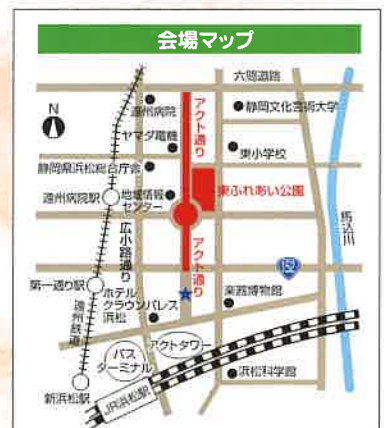 会場マップ
六間道路
N
遠州病院
アクト通り
静岡文化芸術大学
ヤマダ電機
東小学校
静岡県浜松総合庁舎
遠州病院駅
地域情報
センター
東ふれあい公園
馬込川
広小路通り
アクト通り
152
第一通り駅
ホテル
クラウンパレス
浜松
楽器博物館
遠州鉄道
アクトタワー
バス
ターミナル
浜松科学館
新浜松駅
JR浜松駅